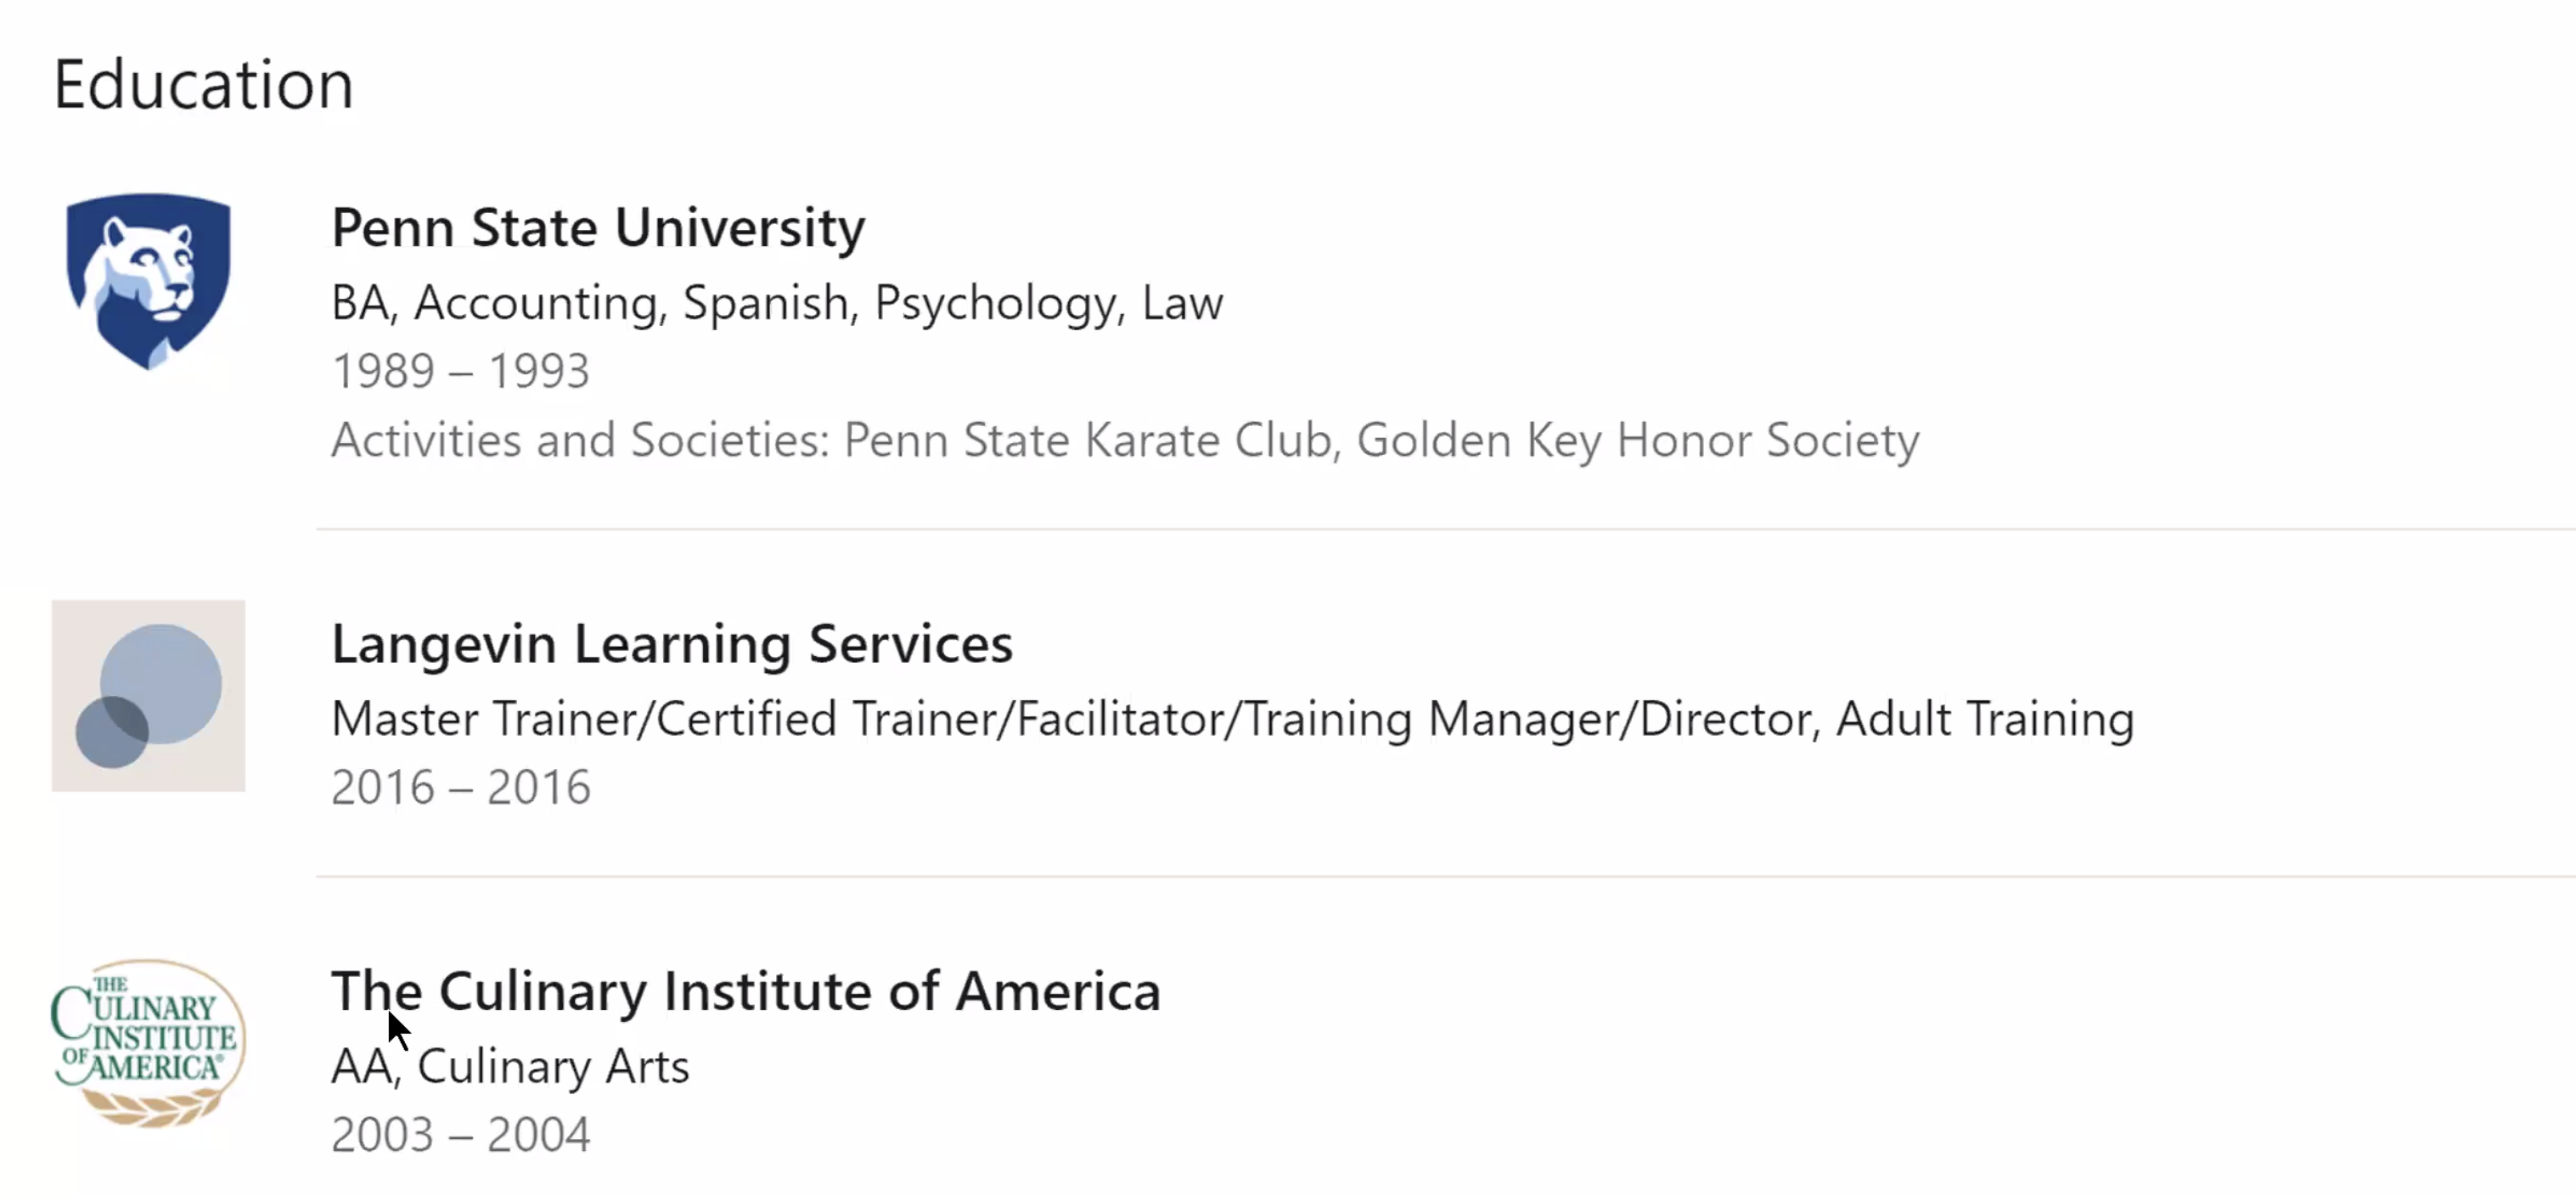 Education
Penn State University
BA, Accounting, Spanish, Psychology, Law
1989 – 1993
Activities and Societies: Penn State Karate Club, Golden Key Honor Society
Langevin Learning Services
Master Trainer/Certified Trainer/Facilitator/Training Manager/Director, Adult Training
2016 – 2016
THE
CULINARY
INSTITUTE
OF AMERICA®
The Culinary Institute of America
AA, Culinary Arts
2003 – 2004